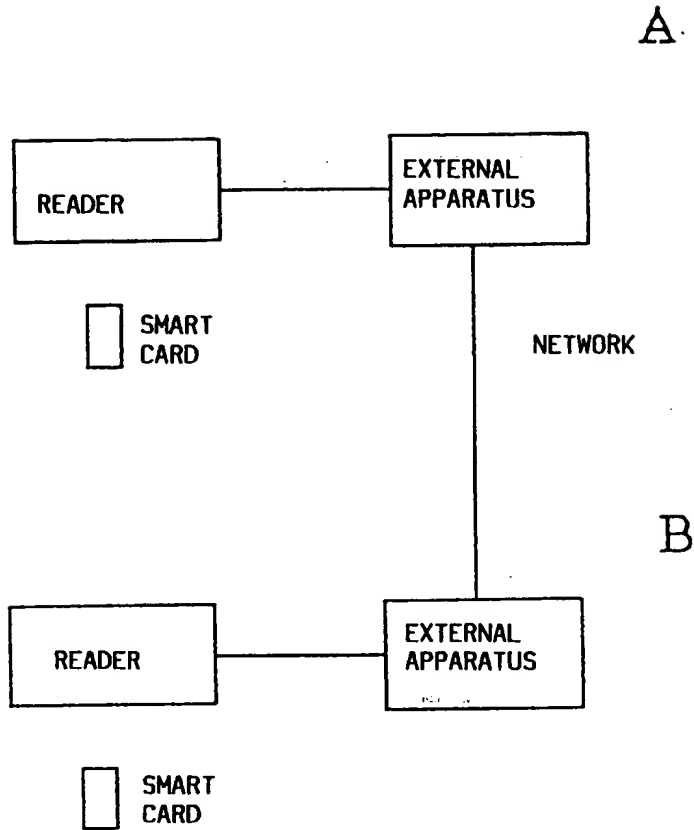 A
READER
EXTERNAL
APPARATUS
SMART
CARD
NETWORK
B
READER
EXTERNAL
APPARATUS
SMART
CARD